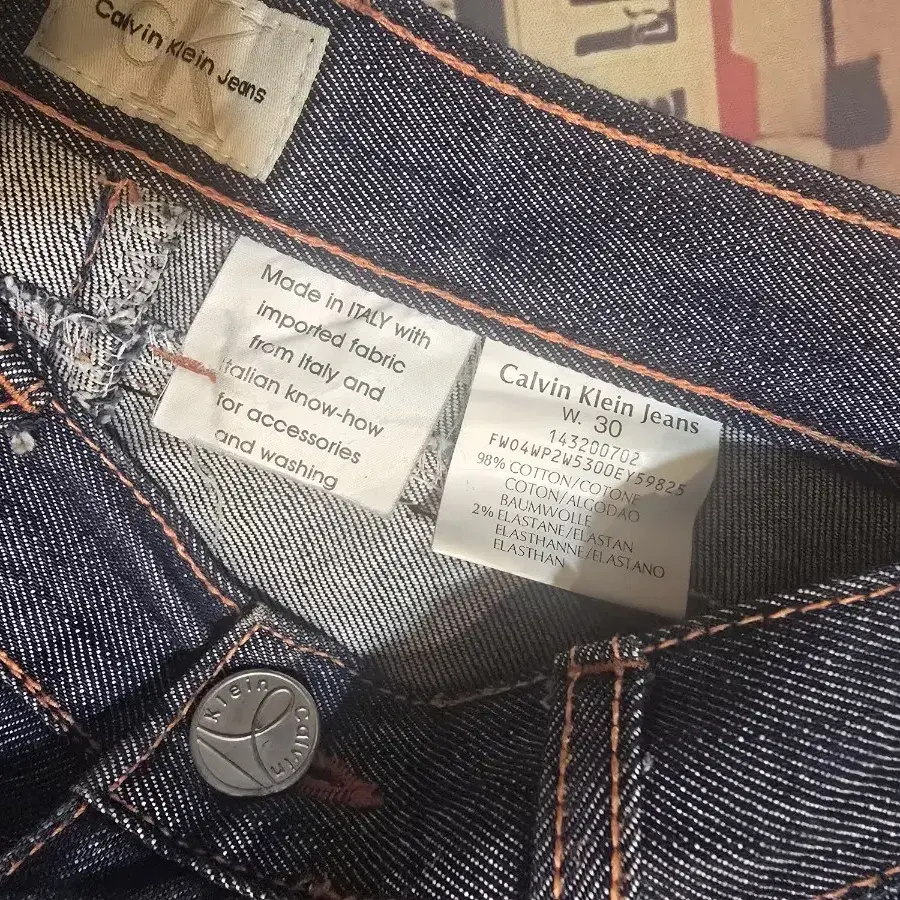 Calvin Klein Jeans
CK
Made in ITALY with
imported fabric
from Italy and
Italian know-how
for accessories
and washing
Calvin Klein Jeans
W. 30
143200702
FW04WP2W5300EY59825
98% COTTON/COTONE
COTON/ALGODAO
BAUMWOLLE
2% ELASTANE/ELASTAN
ELASTHANNE/ELASTANO
ELASTHAN
Klein
Calvin